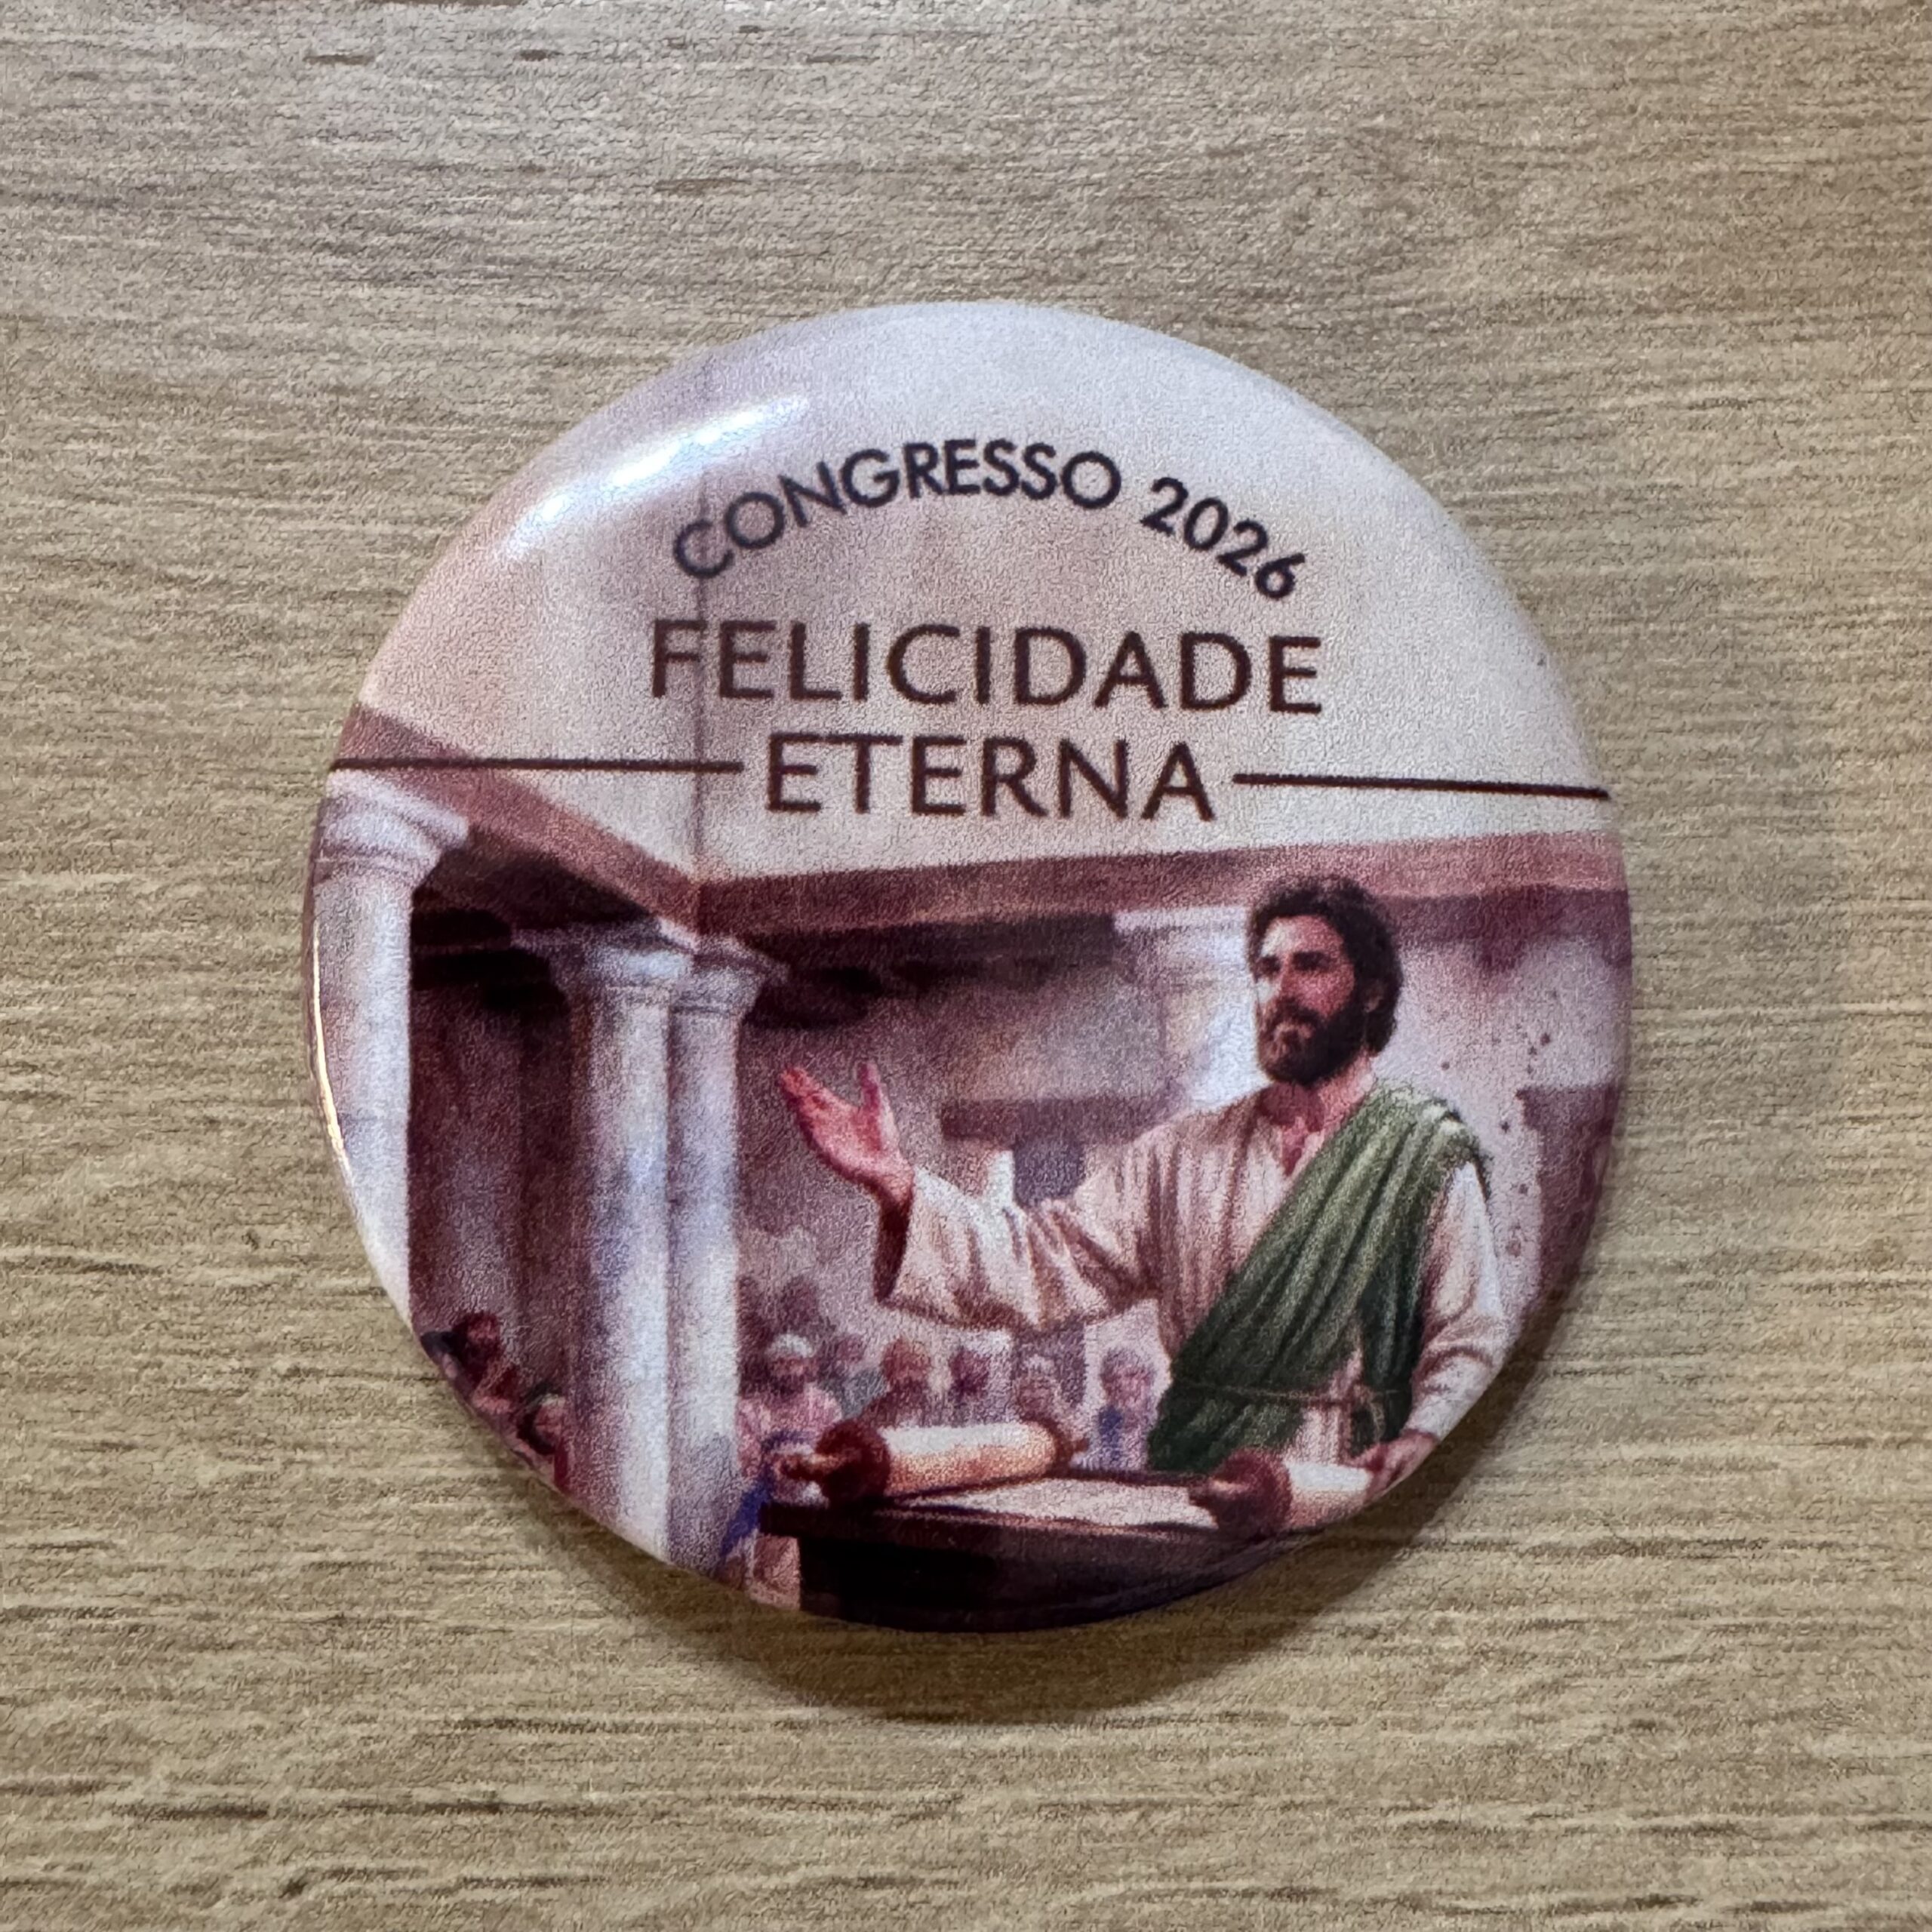 CONGRESSO 2026
FELICIDADE
ETERNA